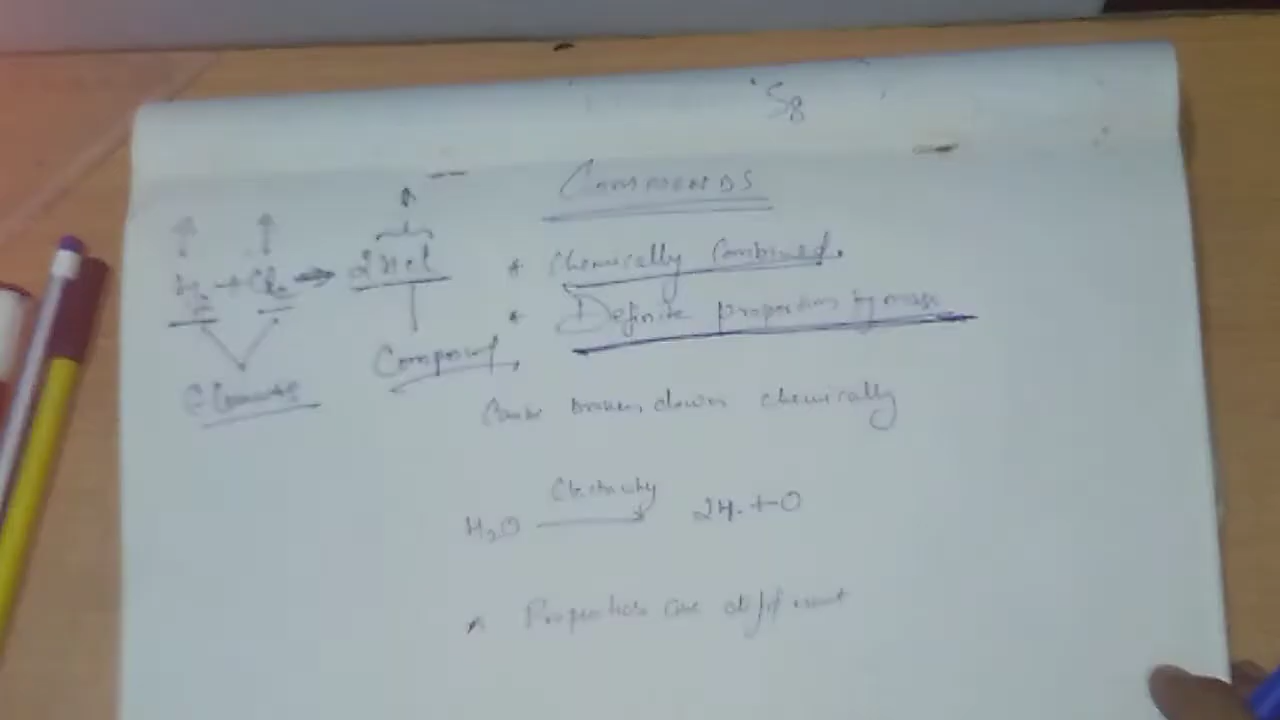 S8
COMPOUNDS
H2 + Cl2 → 2HCl
* Chemically Combined.
* Definite proportion by mass
Compound
Elements
Can be broken down chemically
Electricity
H2O → 2H + O
* Properties are different